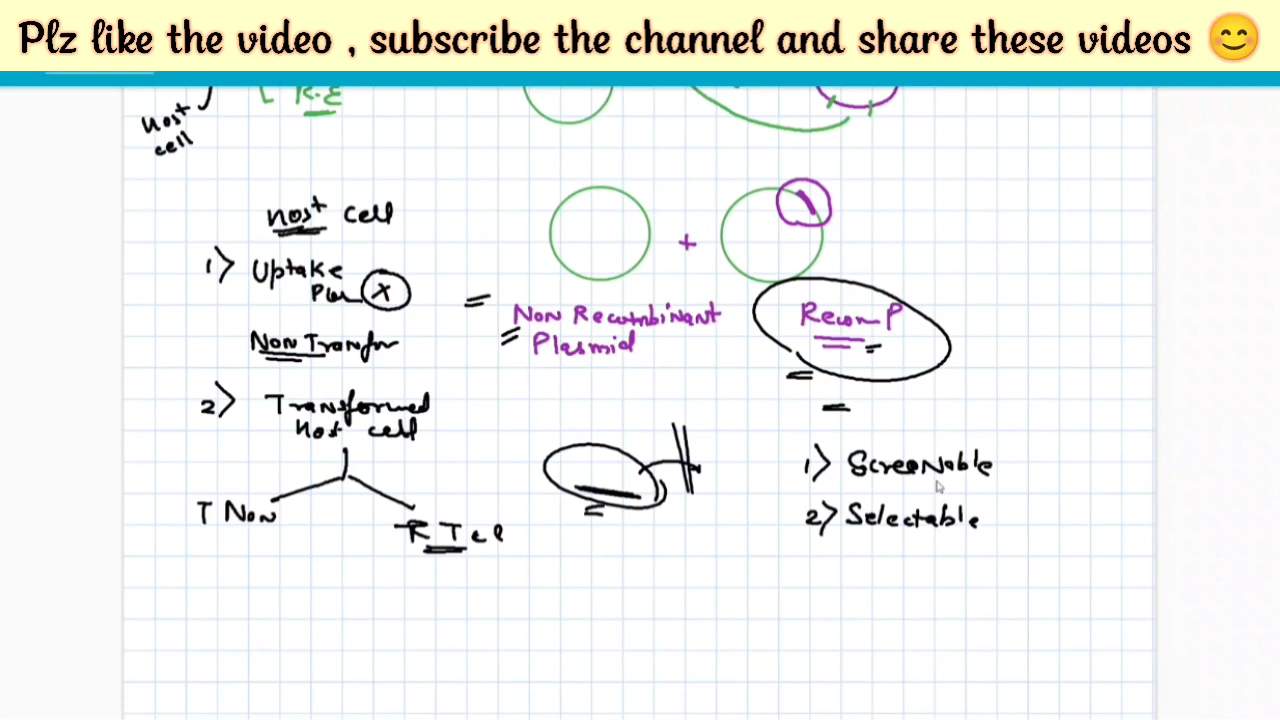 Plz like the video , subscribe the channel and share these videos 😊
R.E
Host
cell
Host cell
1) Uptake
Plas X
Non Transfor
2) Transformed
Host cell
T Non
R T cel
+
= Non Recombinant
= Plasmid
Recom P
1) Screenable
2) Selectable